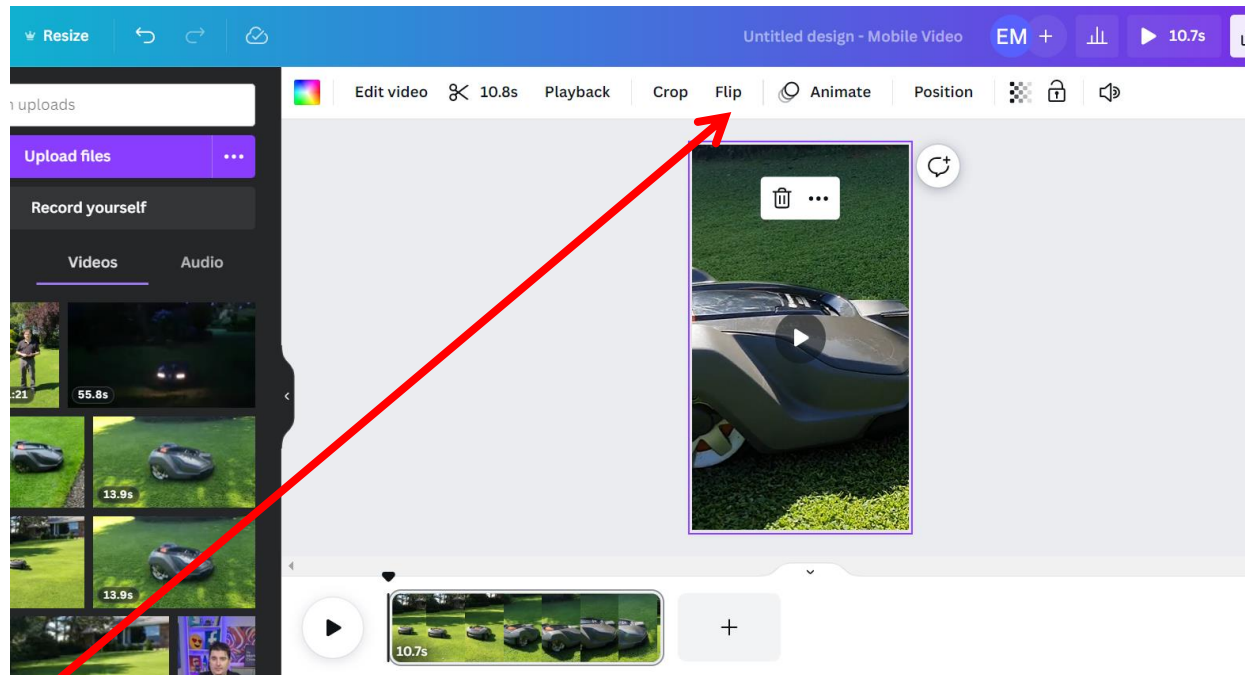 Resize
Untitled design - Mobile Video
EM
+
10.7s
uploads
Edit video
10.8s
Playback
Crop
Flip
Animate
Position
Upload files
Record yourself
Videos
Audio
:21
55.8s
13.9s
13.9s
10.7s
+